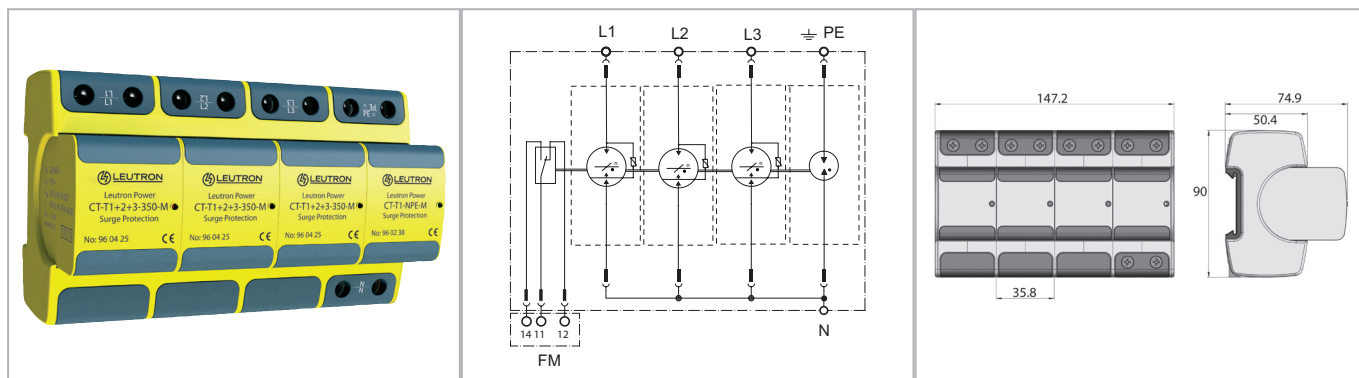 L1
L1
L2
L2
L3
L3
PE
PE
LEUTRON
Leutron Power
CT-T1+2+3-350-M
Surge Protection
No: 96 04 25 CE
LEUTRON
Leutron Power
CT-T1+2+3-350-M
Surge Protection
No: 96 04 25 CE
LEUTRON
Leutron Power
CT-T1+2+3-350-M
Surge Protection
No: 96 04 25 CE
LEUTRON
Leutron Power
CT-T1-NPE-M
Surge Protection
No: 96 02 38 CE
N
N
L1 L2 L3 PE
n n n
14 11 12
FM
N
147.2
35.8
74.9
50.4
90